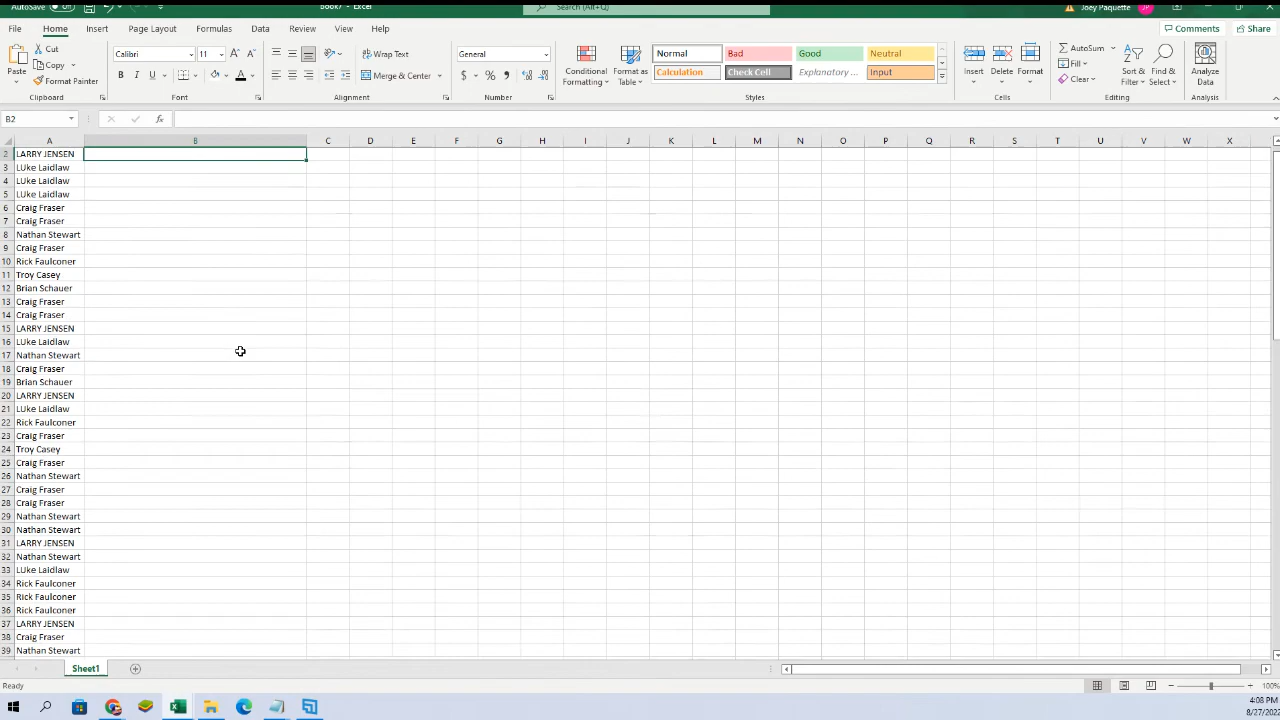 AutoSave Book7 - Excel Search (Alt+Q) Joey Paquette JP
File Home Insert Page Layout Formulas Data Review View Help Comments Share
Paste Cut Copy Format Painter
Calibri 11 A A B I U A
ab Wrap Text Merge & Center
General $ % , 
Conditional Formatting Format as Table
Normal Bad Good Neutral
Calculation Check Cell Explanatory ... Input
Insert Delete Format
AutoSum Fill Clear Sort & Filter Find & Select Analyze Data
Clipboard Font Alignment Number Styles Cells Editing Analysis
B2 fx
A B C D E F G H I J K L M N O P Q R S T U V W X
2 LARRY JENSEN
3 LUke Laidlaw
4 LUke Laidlaw
5 LUke Laidlaw
6 Craig Fraser
7 Craig Fraser
8 Nathan Stewart
9 Craig Fraser
10 Rick Faulconer
11 Troy Casey
12 Brian Schauer
13 Craig Fraser
14 Craig Fraser
15 LARRY JENSEN
16 LUke Laidlaw
17 Nathan Stewart
18 Craig Fraser
19 Brian Schauer
20 LARRY JENSEN
21 LUke Laidlaw
22 Rick Faulconer
23 Craig Fraser
24 Troy Casey
25 Craig Fraser
26 Nathan Stewart
27 Craig Fraser
28 Craig Fraser
29 Nathan Stewart
30 Nathan Stewart
31 LARRY JENSEN
32 Nathan Stewart
33 LUke Laidlaw
34 Rick Faulconer
35 Rick Faulconer
36 Rick Faulconer
37 LARRY JENSEN
38 Craig Fraser
39 Nathan Stewart
Sheet1
Ready 100%
4:08 PM
8/27/2022